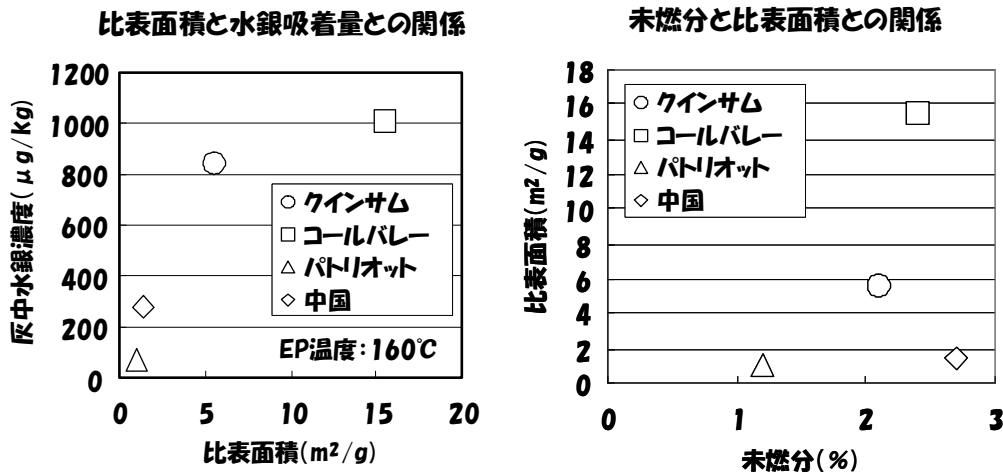 比表面積と水銀吸着量との関係
灰中水銀濃度(μg/Kg)
1200
1000
800
600
400
200
0
○ クインサム
□ コールバレー
△ パトリオット
◇ 中国
EP温度:160℃
0 5 10 15 20
比表面積(m²/g)
未燃分と比表面積との関係
比表面積(m²/g)
18
16
14
12
10
8
6
4
2
0
○ クインサム
□ コールバレー
△ パトリオット
◇ 中国
0 1 2 3
未燃分(%)